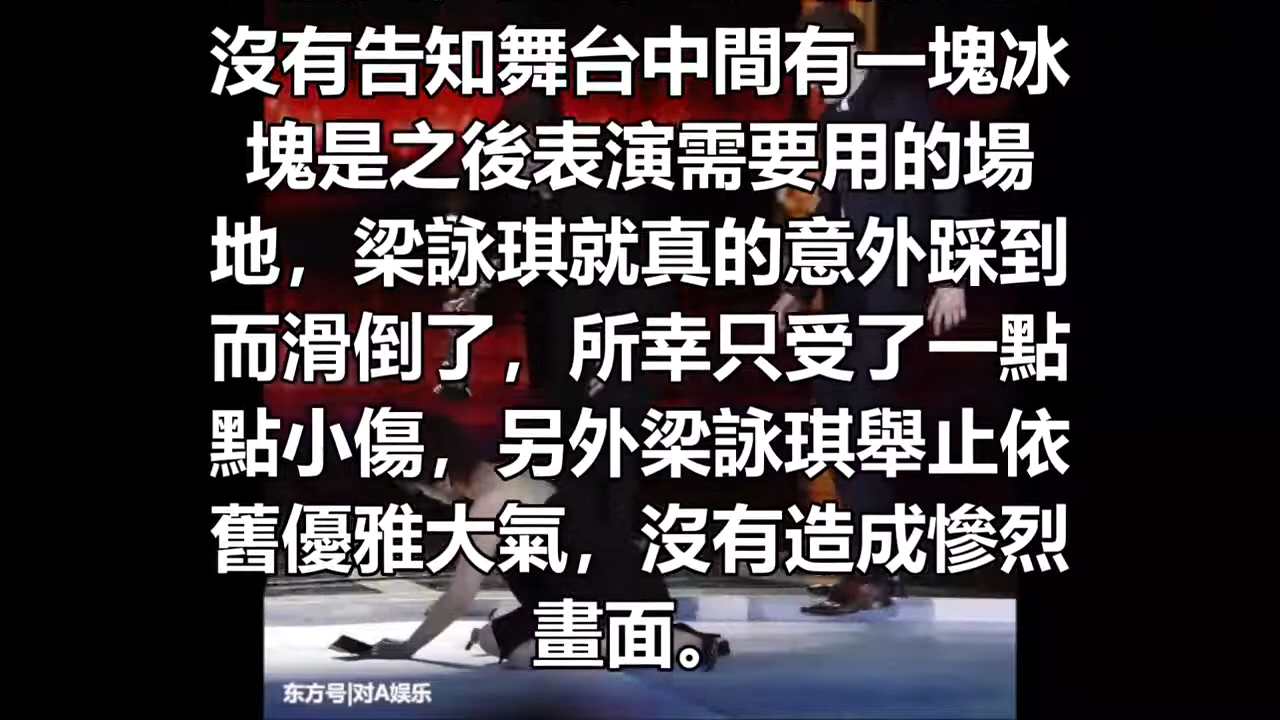 沒有告知舞台中間有一塊冰
塊是之後表演需要用的場
地，梁詠琪就真的意外踩到
而滑倒了，所幸只受了一點
點小傷，另外梁詠琪舉止依
舊優雅大氣，沒有造成慘烈
畫面。
东方号|对A娱乐